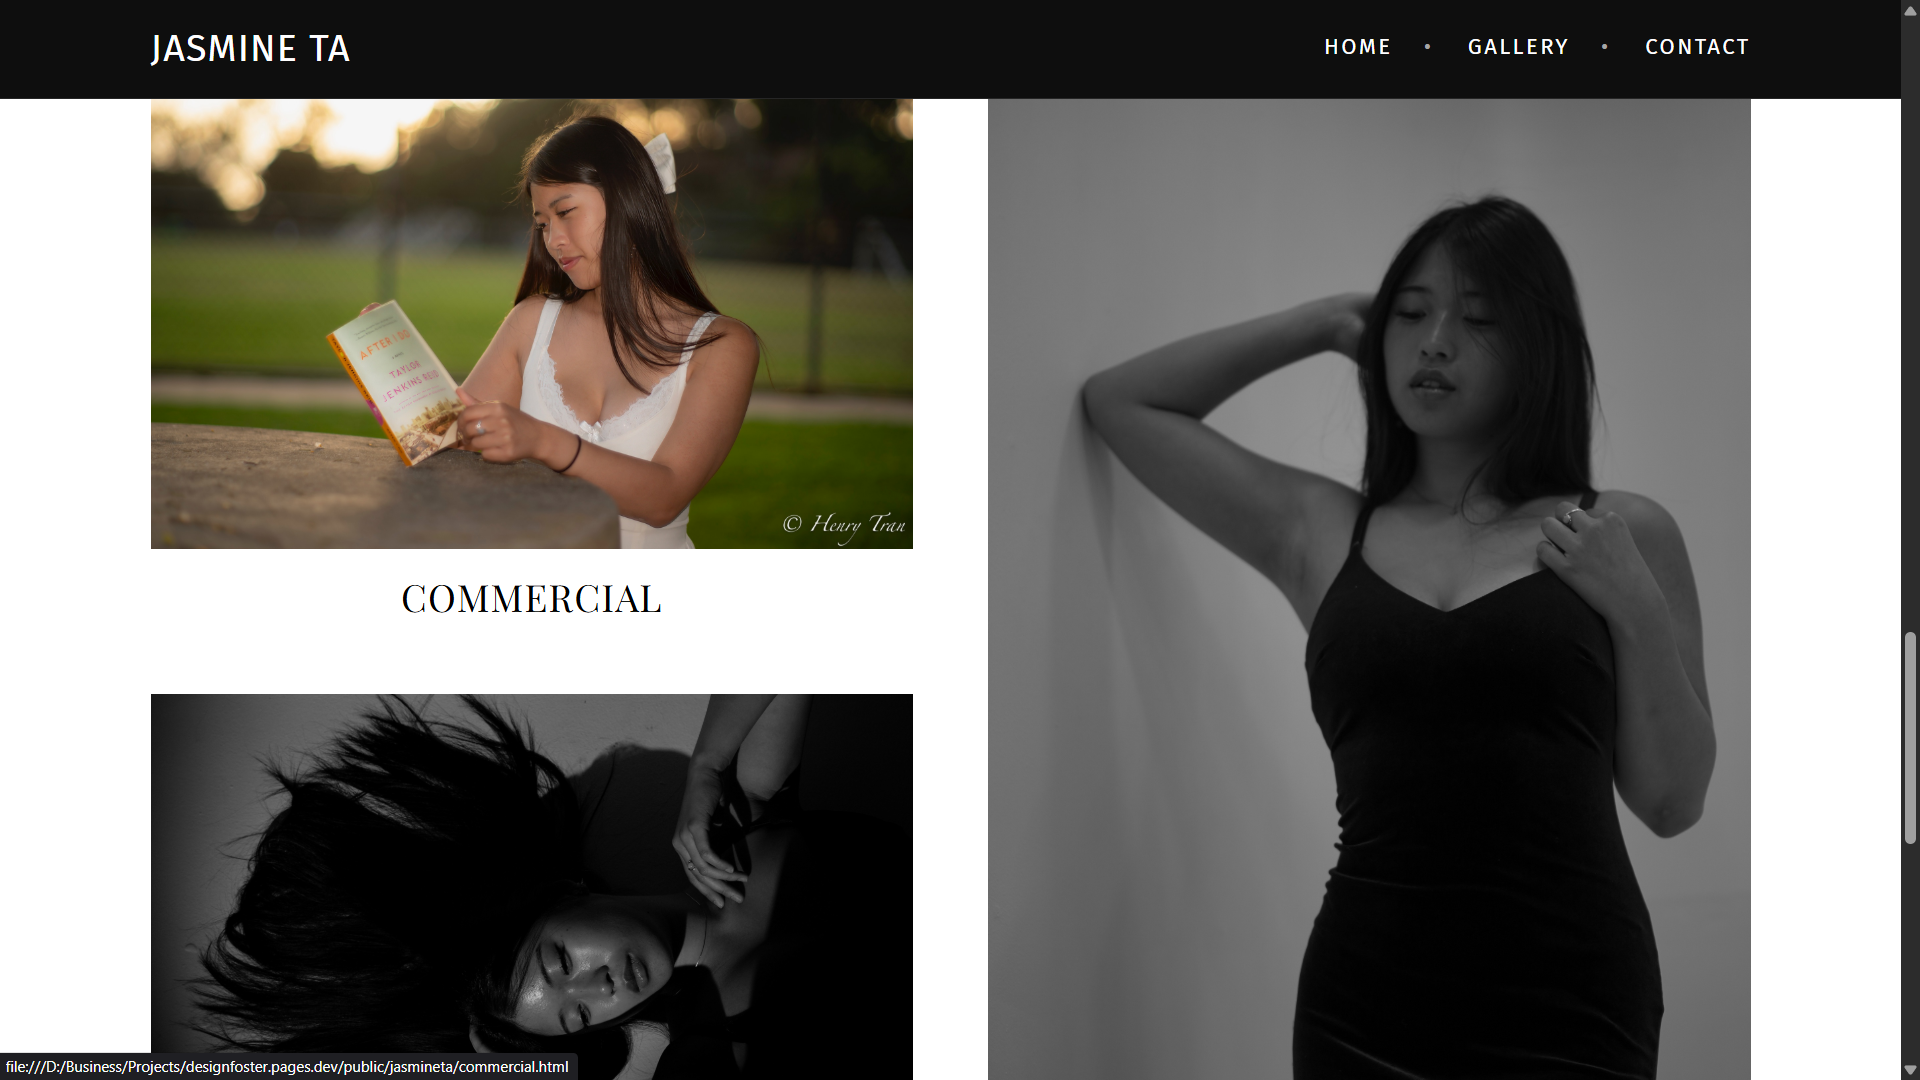 JASMINE TA
HOME • GALLERY • CONTACT
AFTER I DO
TAYLOR
JENKINS REID
© Henry Tran
COMMERCIAL
file:///D:/Business/Projects/designfoster.pages.dev/public/jasmineta/commercial.html